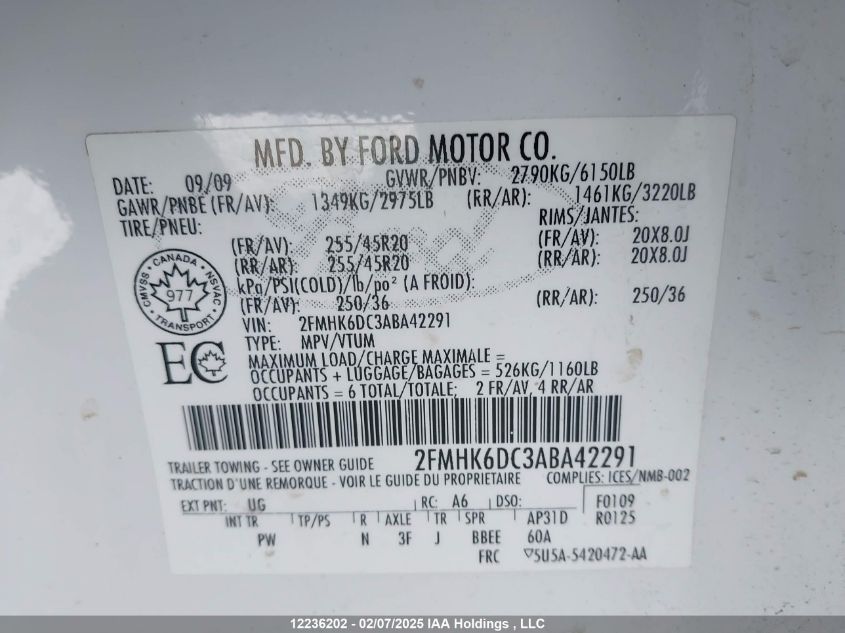 MFD. BY FORD MOTOR CO.
DATE: 09/09 GVWR/PNBV: 2790KG/6150LB
GAWR/PNBE (FR/AV): 1349KG/2975LB (RR/AR): 1461KG/3220LB
TIRE/PNEU: RIMS/JANTES:
(FR/AV): 255/45R20 (FR/AV): 20X8.0J
(RR/AR): 255/45R20 (RR/AR): 20X8.0J
kPa/PSI(COLD)/lb/po² (A FROID):
(FR/AV): 250/36 (RR/AR): 250/36
VIN: 2FMHK6DC3ABA42291
TYPE: MPV/VTUM
MAXIMUM LOAD/CHARGE MAXIMALE =
OCCUPANTS + LUGGAGE/BAGAGES = 526KG/1160LB
OCCUPANTS = 6 TOTAL/TOTALE; 2 FR/AV, 4 RR/AR
CANADA
CMVSS 977 NSVAC
TRANSPORT
EC
2FMHK6DC3ABA42291
TRAILER TOWING - SEE OWNER GUIDE
TRACTION D'UNE REMORQUE - VOIR LE GUIDE DU PROPRIETAIRE COMPLIES: ICES/NMB-002
EXT PNT: UG RC: A6 DSO: F0109
INT TR TP/PS R AXLE TR SPR AP31D R0125
PW N 3F J BBEE 60A
FRC ▽5U5A-5420472-AA
12236202 - 02/07/2025 IAA Holdings , LLC